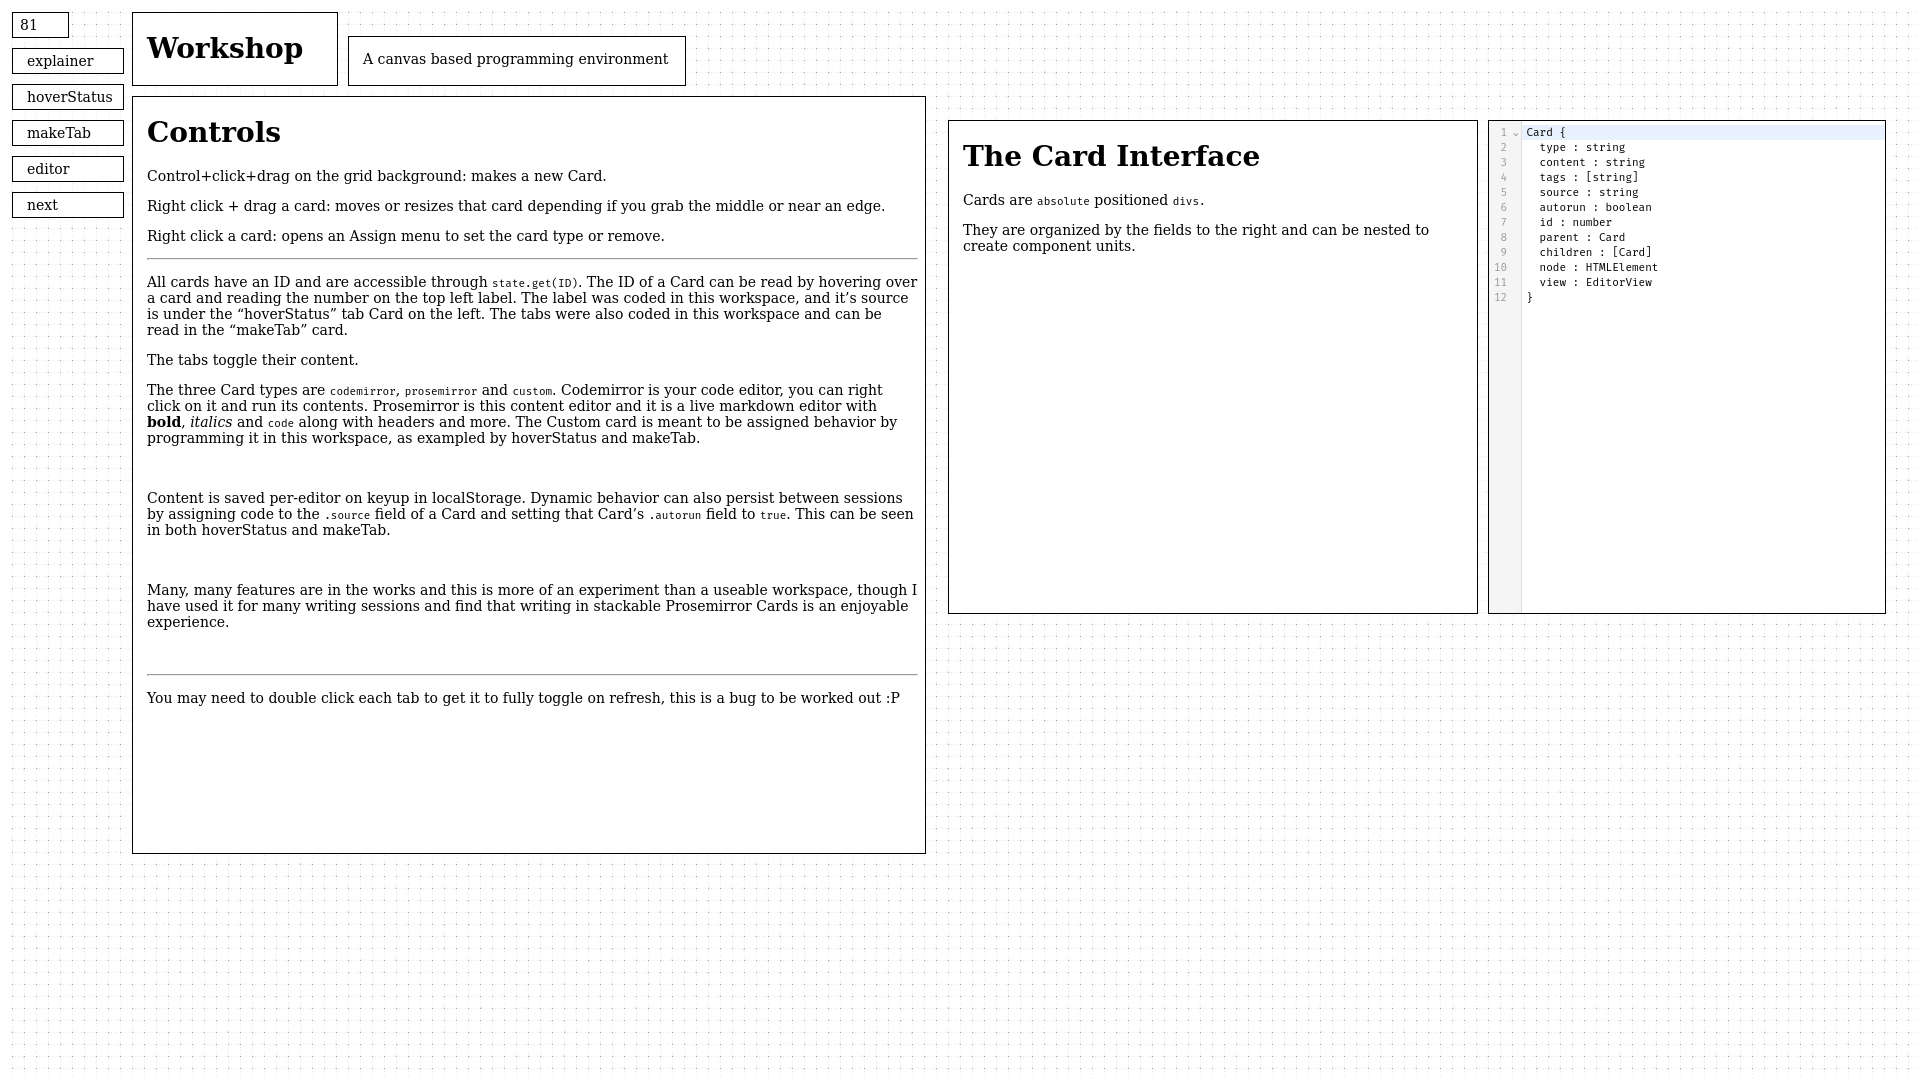 81
explainer
hoverStatus
makeTab
editor
next
Workshop
A canvas based programming environment
Controls
Control+click+drag on the grid background: makes a new Card.
Right click + drag a card: moves or resizes that card depending if you grab the middle or near an edge.
Right click a card: opens an Assign menu to set the card type or remove.
All cards have an ID and are accessible through state.get(ID). The ID of a Card can be read by hovering over
a card and reading the number on the top left label. The label was coded in this workspace, and it’s source
is under the “hoverStatus” tab Card on the left. The tabs were also coded in this workspace and can be
read in the “makeTab” card.
The tabs toggle their content.
The three Card types are codemirror, prosemirror and custom. Codemirror is your code editor, you can right
click on it and run its contents. Prosemirror is this content editor and it is a live markdown editor with
bold, italics and code along with headers and more. The Custom card is meant to be assigned behavior by
programming it in this workspace, as exampled by hoverStatus and makeTab.
Content is saved per-editor on keyup in localStorage. Dynamic behavior can also persist between sessions
by assigning code to the .source field of a Card and setting that Card’s .autorun field to true. This can be seen
in both hoverStatus and makeTab.
Many, many features are in the works and this is more of an experiment than a useable workspace, though I
have used it for many writing sessions and find that writing in stackable Prosemirror Cards is an enjoyable
experience.
You may need to double click each tab to get it to fully toggle on refresh, this is a bug to be worked out :P
The Card Interface
Cards are absolute positioned divs.
They are organized by the fields to the right and can be nested to
create component units.
1 Card {
2 type : string
3 content : string
4 tags : [string]
5 source : string
6 autorun : boolean
7 id : number
8 parent : Card
9 children : [Card]
10 node : HTMLElement
11 view : EditorView
12 }